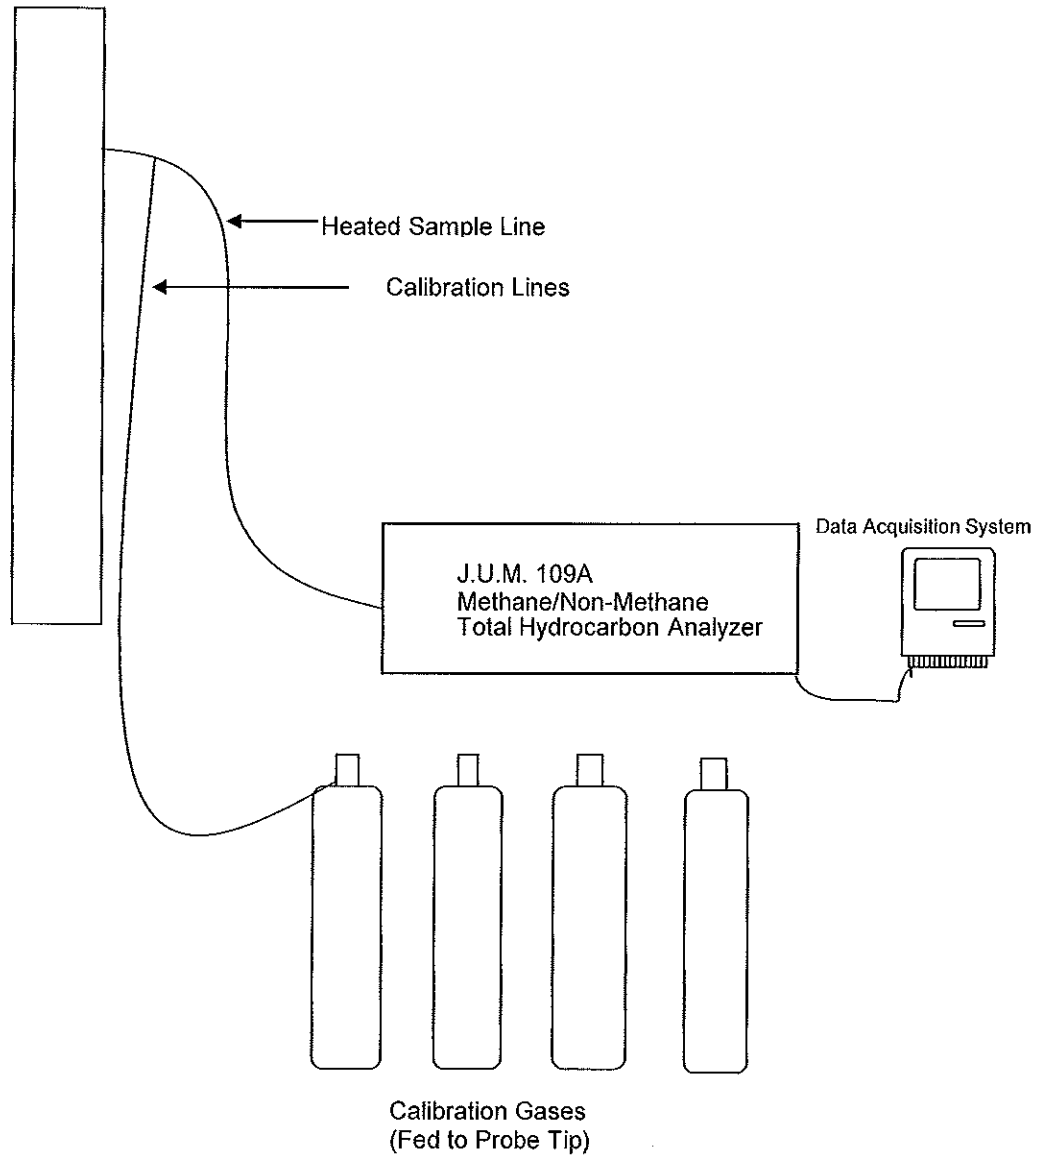 Heated Sample Line
Calibration Lines
Data Acquisition System
J.U.M. 109A
Methane/Non-Methane
Total Hydrocarbon Analyzer
Calibration Gases
(Fed to Probe Tip)